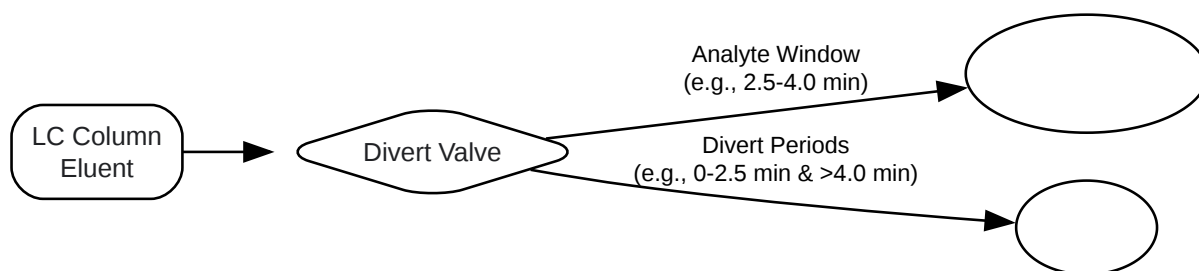 LC Column
Eluent
Divert Valve
Analyte Window
(e.g., 2.5-4.0 min)
Divert Periods
(e.g., 0-2.5 min & >4.0 min)